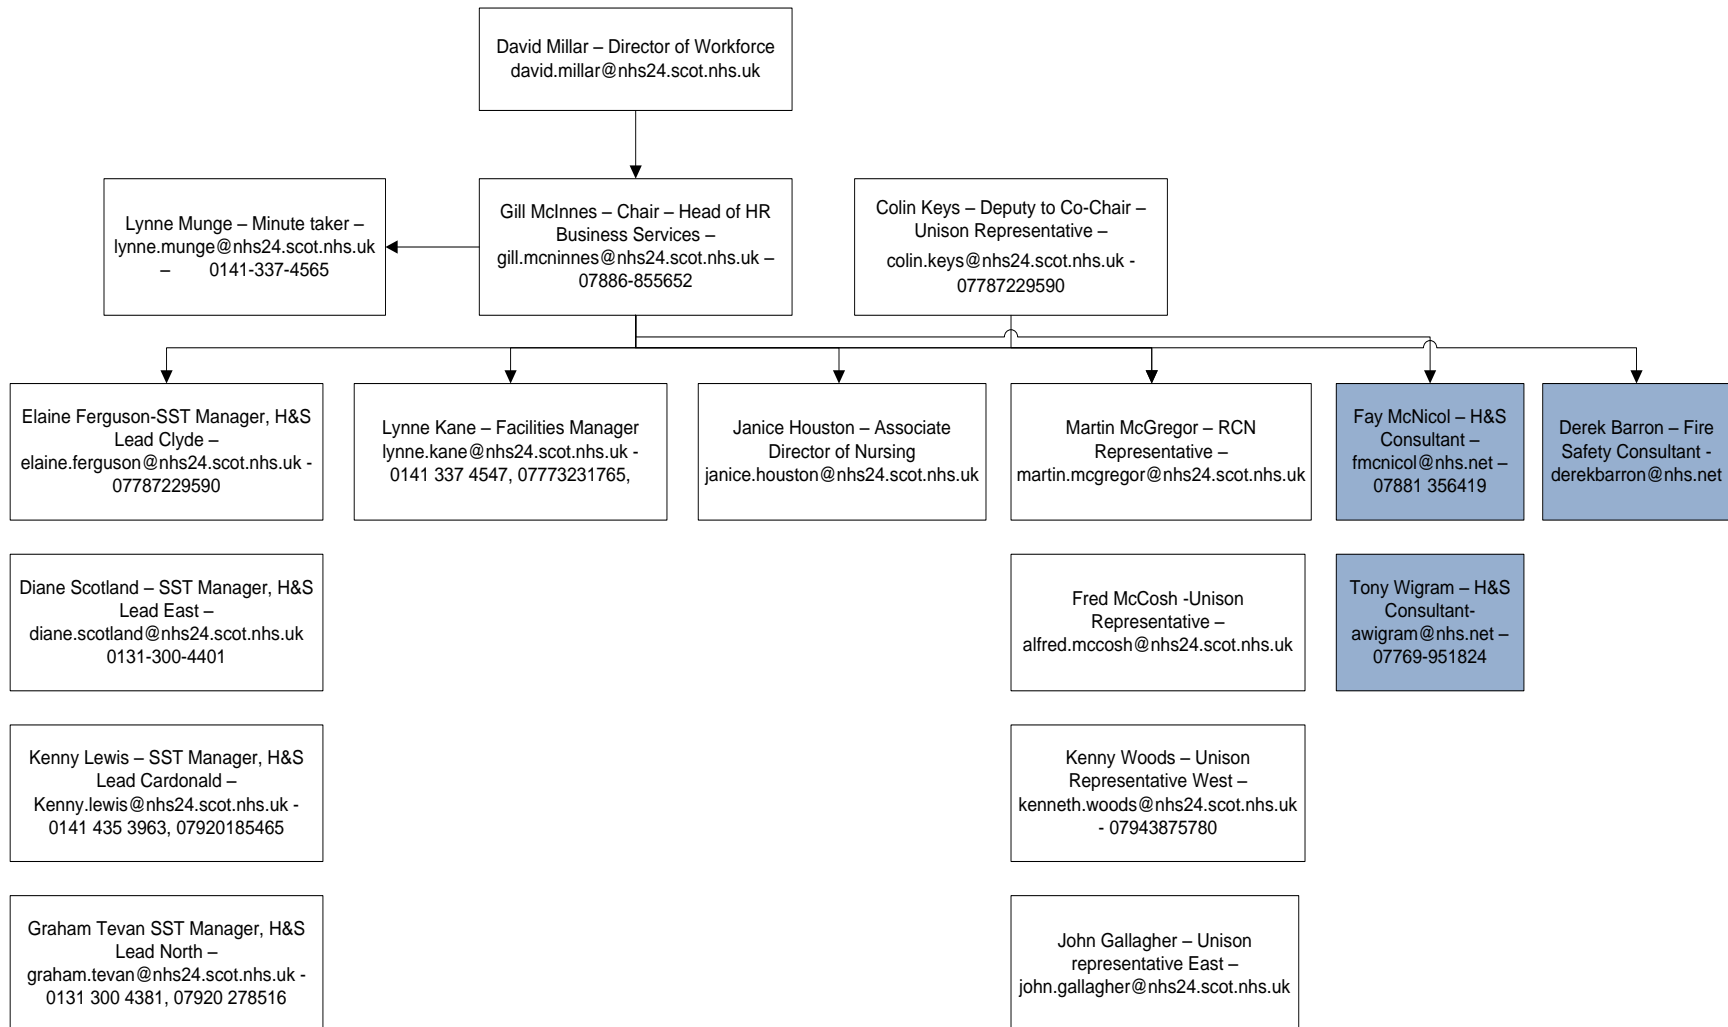 David Millar – Director of Workforce
david.millar@nhs24.scot.nhs.uk
Lynne Munge – Minute taker –
lynne.munge@nhs24.scot.nhs.uk
– 0141-337-4565
Gill McInnes – Chair – Head of HR
Business Services –
gill.mcninnes@nhs24.scot.nhs.uk –
07886-855652
Colin Keys – Deputy to Co-Chair –
Unison Representative –
colin.keys@nhs24.scot.nhs.uk -
07787229590
Elaine Ferguson-SST Manager, H&S
Lead Clyde –
elaine.ferguson@nhs24.scot.nhs.uk -
07787229590
Lynne Kane – Facilities Manager
lynne.kane@nhs24.scot.nhs.uk -
0141 337 4547, 07773231765,
Janice Houston – Associate
Director of Nursing
janice.houston@nhs24.scot.nhs.uk
Martin McGregor – RCN
Representative –
martin.mcgregor@nhs24.scot.nhs.uk
Fay McNicol – H&S
Consultant –
fmcnicol@nhs.net –
07881 356419
Derek Barron – Fire
Safety Consultant -
derekbarron@nhs.net
Diane Scotland – SST Manager, H&S
Lead East –
diane.scotland@nhs24.scot.nhs.uk
0131-300-4401
Fred McCosh -Unison
Representative –
alfred.mccosh@nhs24.scot.nhs.uk
Tony Wigram – H&S
Consultant-
awigram@nhs.net –
07769-951824
Kenny Lewis – SST Manager, H&S
Lead Cardonald –
Kenny.lewis@nhs24.scot.nhs.uk -
0141 435 3963, 07920185465
Kenny Woods – Unison
Representative West –
kenneth.woods@nhs24.scot.nhs.uk
- 07943875780
Graham Tevan SST Manager, H&S
Lead North –
graham.tevan@nhs24.scot.nhs.uk -
0131 300 4381, 07920 278516
John Gallagher – Unison
representative East –
john.gallagher@nhs24.scot.nhs.uk